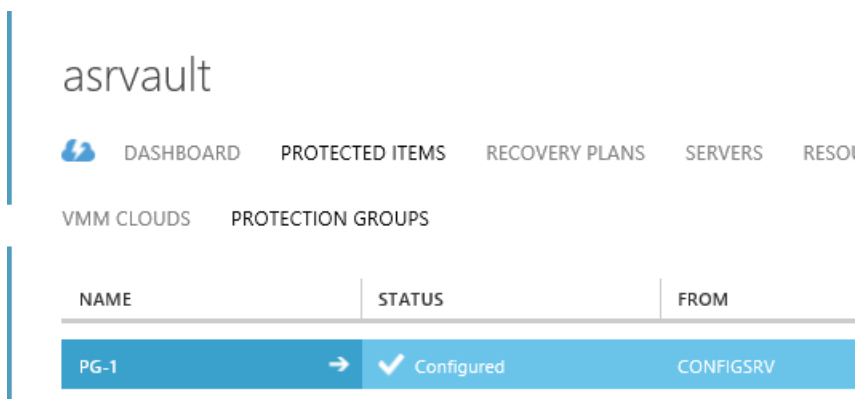 asrvault
DASHBOARD PROTECTED ITEMS RECOVERY PLANS SERVERS
VMM CLOUDS PROTECTION GROUPS
NAME STATUS FROM
PG-1 Configured CONFIGSRV